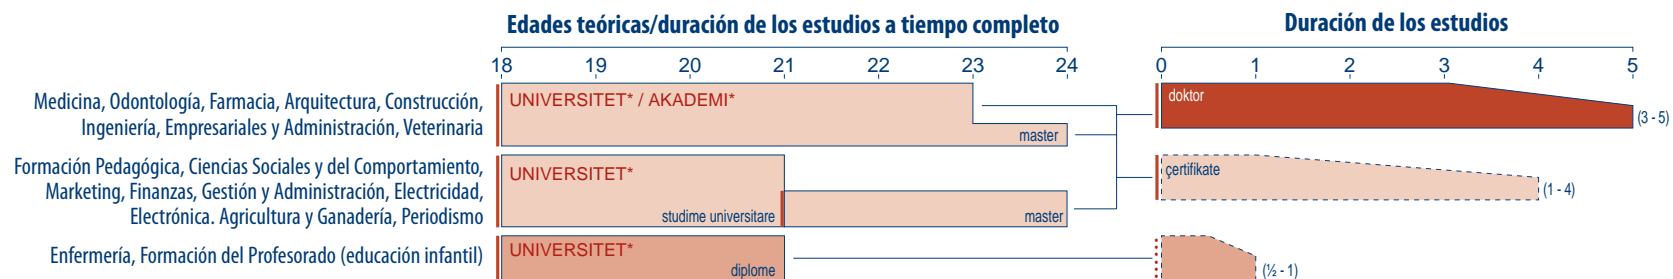 Edades teóricas/duración de los estudios a tiempo completo
Duración de los estudios
18 19 20 21 22 23 24
0 1 2 3 4 5
Medicina, Odontología, Farmacia, Arquitectura, Construcción,
Ingeniería, Empresariales y Administración, Veterinaria
UNIVERSITET* / AKADEMI*
master
doktor
(3 - 5)
Formación Pedagógica, Ciencias Sociales y del Comportamiento,
Marketing, Finanzas, Gestión y Administración, Electricidad,
Electrónica. Agricultura y Ganadería, Periodismo
UNIVERSITET*
studime universitare
master
çertifikate
(1 - 4)
Enfermería, Formación del Profesorado (educación infantil)
UNIVERSITET*
diplome
(½ - 1)